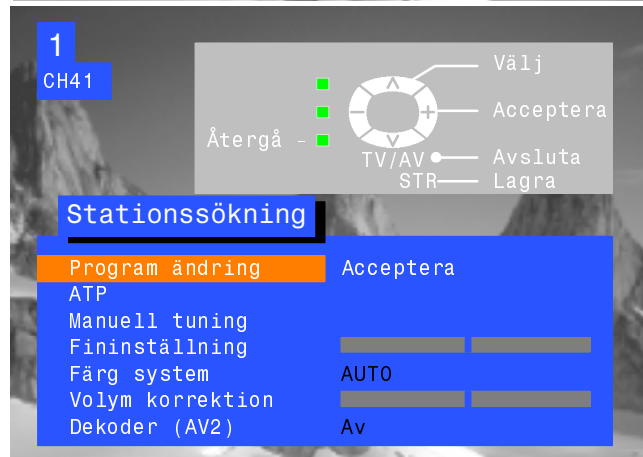 1
CH41
Välj
Acceptera
Återgå
TV/AV
Avsluta
STR
Lagra
Stationssökning
Program ändring Acceptera
ATP
Manuell tuning
Fininställning
Färg system AUTO
Volym korrektion
Dekoder (AV2) Av